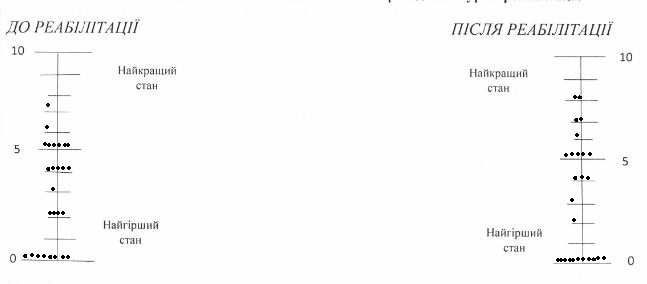 ДО РЕАБІЛІТАЦІЇ
ПІСЛЯ РЕАБІЛІТАЦІЇ
10
Найкращий
стан
5
Найгірший
стан
0
10
Найкращий
стан
5
Найгірший
стан
0